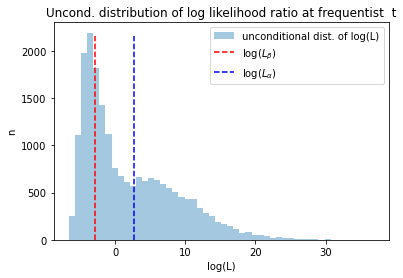 Uncond. distribution of log likelihood ratio at frequentist  t
unconditional dist. of log(L)
log(L_β)
log(L_α)
2000
1500
1000
500
0
n
0 10 20 30
log(L)